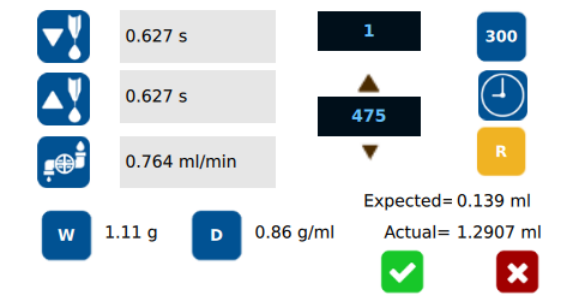 0.627 s
1
300
0.627 s
475
0.764 ml/min
R
Expected= 0.139 ml
W
1.11 g
D
0.86 g/ml
Actual= 1.2907 ml